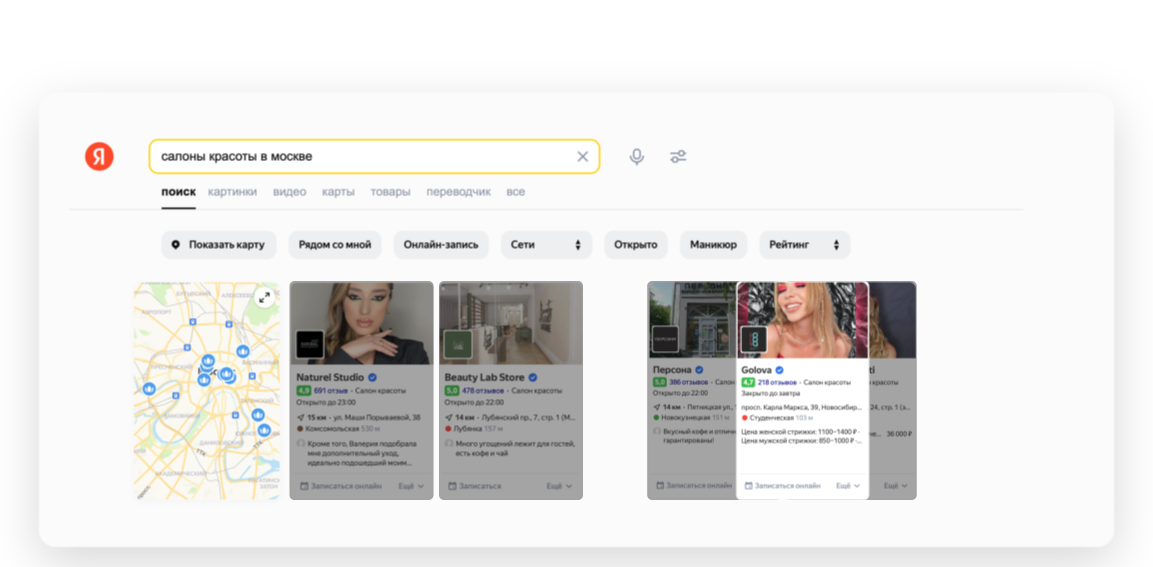 Я
салоны красоты в москве
поиск картинки видео карты товары переводчик все
Показать карту Рядом со мной Онлайн-запись Сети Открыто Маникюр Рейтинг
Naturel Studio
4,9 691 отзыв · Салон красоты
Открыто до 23:00
15 км · ул. Маши Порываевой, 38
Комсомольская 530 м
Кроме того, Валерия подобрала
мне дополнительный уход,
идеально подошедший моим...
Записаться онлайн Ещё
Beauty Lab Store
5,0 478 отзывов · Салон красоты
Открыто до 22:00
14 км · Лубянский пр., 7, стр. 1 (М...
Лубянка 157 м
Много угощений лежит для гостей,
есть кофе и чай
Записаться Ещё
Персона
5,0 386 отзывов · Салон
Открыто до 22:00
14 км · Пятницкая ул.,
Новокузнецкая 151 м
Вкусный кофе и отличн
гарантированы!
Записаться онлайн
Golova
4,7 218 отзывов · Салон красоты
Закрыто до завтра
просп. Карла Маркса, 39, Новосибир...
Студенческая 103 м
Цена женской стрижки: 1100–1400 ₽ ·
Цена мужской стрижки: 850–1000 ₽ ·...
Записаться онлайн Ещё
ti
красоты
24, стр. 1 (э...
36 000 ₽
Ещё